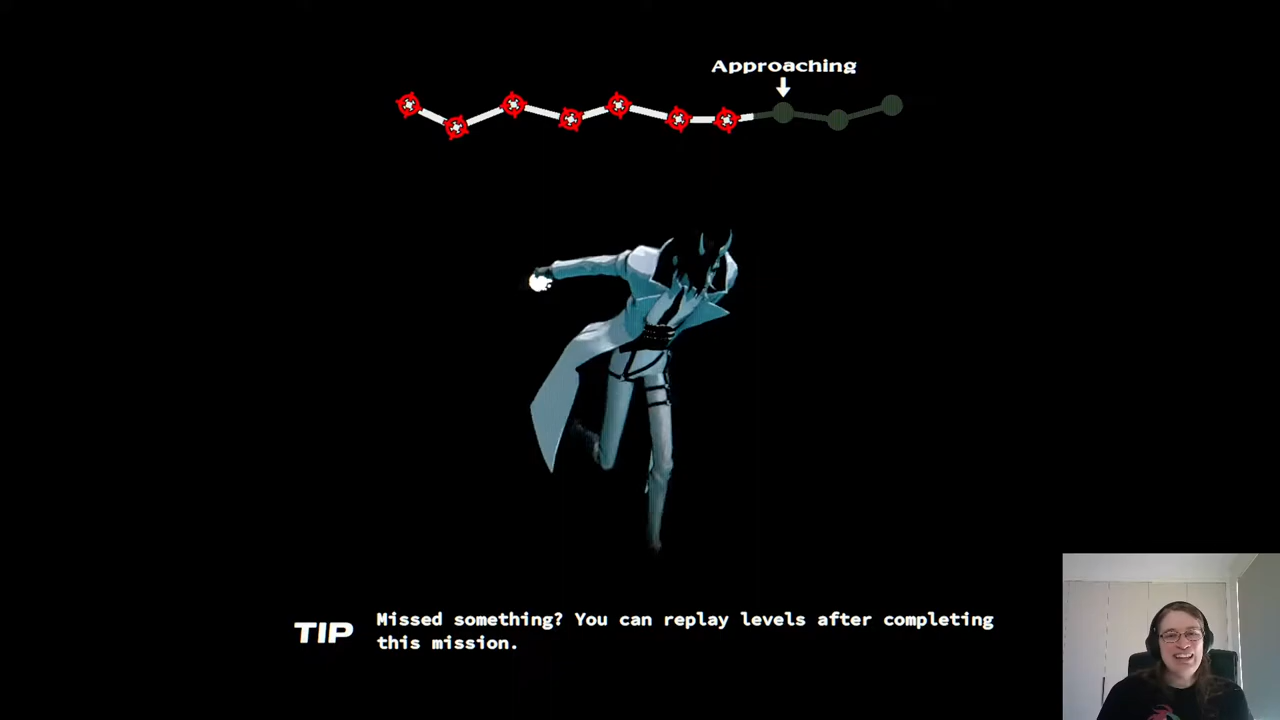 Approaching
TIP
Missed something? You can replay levels after completing
this mission.